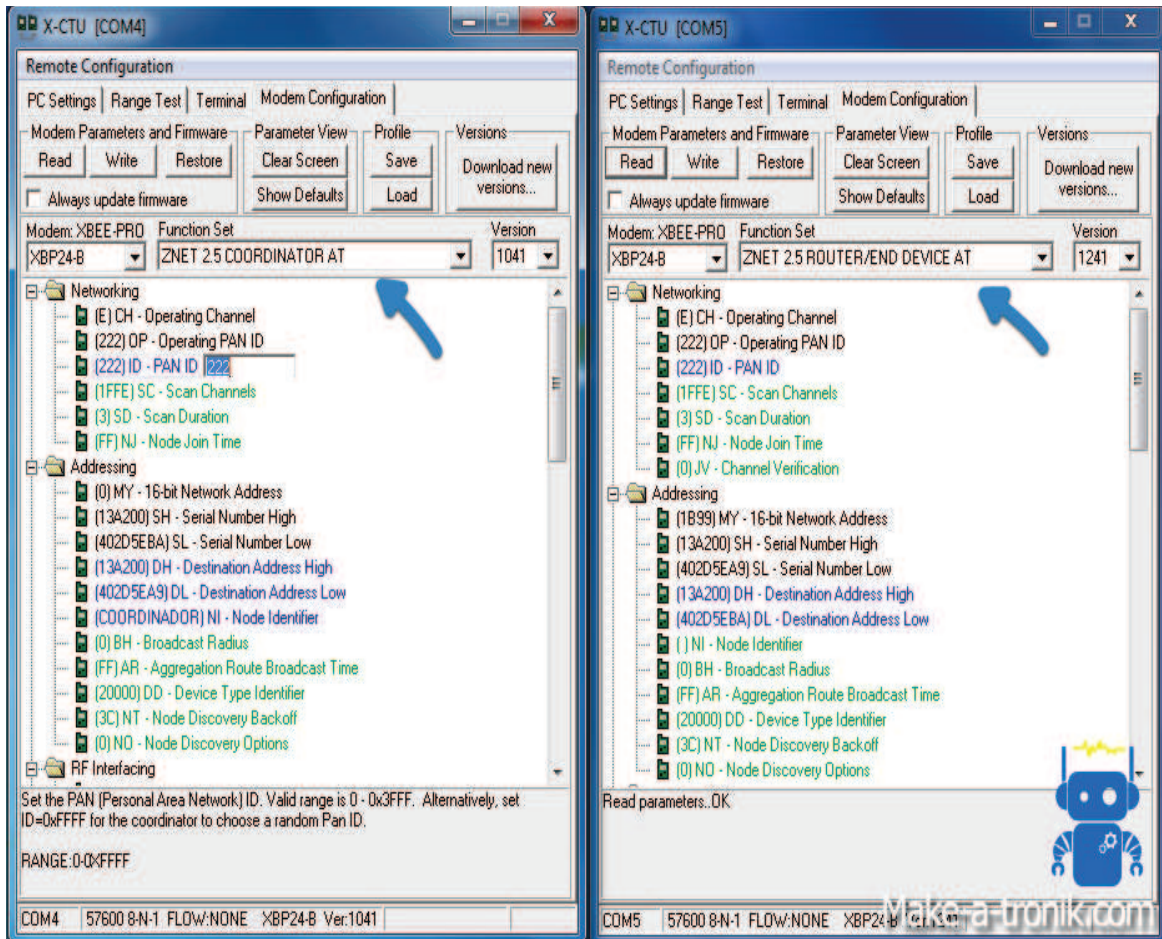 X-CTU [COM4]
Remote Configuration
PC Settings Range Test Terminal Modem Configuration
Modem Parameters and Firmware Parameter View Profile Versions
Read Write Restore Clear Screen Save Download new versions...
Always update firmware Show Defaults Load
Modem: XBEE-PRO Function Set Version
XBP24-B ZNET 2.5 COORDINATOR AT 1041
Networking
(E) CH - Operating Channel
(222) OP - Operating PAN ID
(222) ID - PAN ID 222
(1FFE) SC - Scan Channels
(3) SD - Scan Duration
(FF) NJ - Node Join Time
Addressing
(0) MY - 16-bit Network Address
(13A200) SH - Serial Number High
(402D5EBA) SL - Serial Number Low
(13A200) DH - Destination Address High
(402D5EA9) DL - Destination Address Low
(COORDINADOR) NI - Node Identifier
(0) BH - Broadcast Radius
(FF) AR - Aggregation Route Broadcast Time
(20000) DD - Device Type Identifier
(3C) NT - Node Discovery Backoff
(0) NO - Node Discovery Options
RF Interfacing
Set the PAN (Personal Area Network) ID. Valid range is 0 - 0x3FFF. Alternatively, set
ID=0xFFFF for the coordinator to choose a random Pan ID.
RANGE:0-0XFFFF
COM4 57600 8-N-1 FLOW:NONE XBP24-B Ver:1041
X-CTU [COM5]
Remote Configuration
PC Settings Range Test Terminal Modem Configuration
Modem Parameters and Firmware Parameter View Profile Versions
Read Write Restore Clear Screen Save Download new versions...
Always update firmware Show Defaults Load
Modem: XBEE-PRO Function Set Version
XBP24-B ZNET 2.5 ROUTER/END DEVICE AT 1241
Networking
(E) CH - Operating Channel
(222) OP - Operating PAN ID
(222) ID - PAN ID
(1FFE) SC - Scan Channels
(3) SD - Scan Duration
(FF) NJ - Node Join Time
(0) JV - Channel Verification
Addressing
(1B99) MY - 16-bit Network Address
(13A200) SH - Serial Number High
(402D5EA9) SL - Serial Number Low
(13A200) DH - Destination Address High
(402D5EBA) DL - Destination Address Low
( ) NI - Node Identifier
(0) BH - Broadcast Radius
(FF) AR - Aggregation Route Broadcast Time
(20000) DD - Device Type Identifier
(3C) NT - Node Discovery Backoff
(0) NO - Node Discovery Options
Read parameters..OK
COM5 57600 8-N-1 FLOW:NONE XBP24-B
Make-a-tronik.com